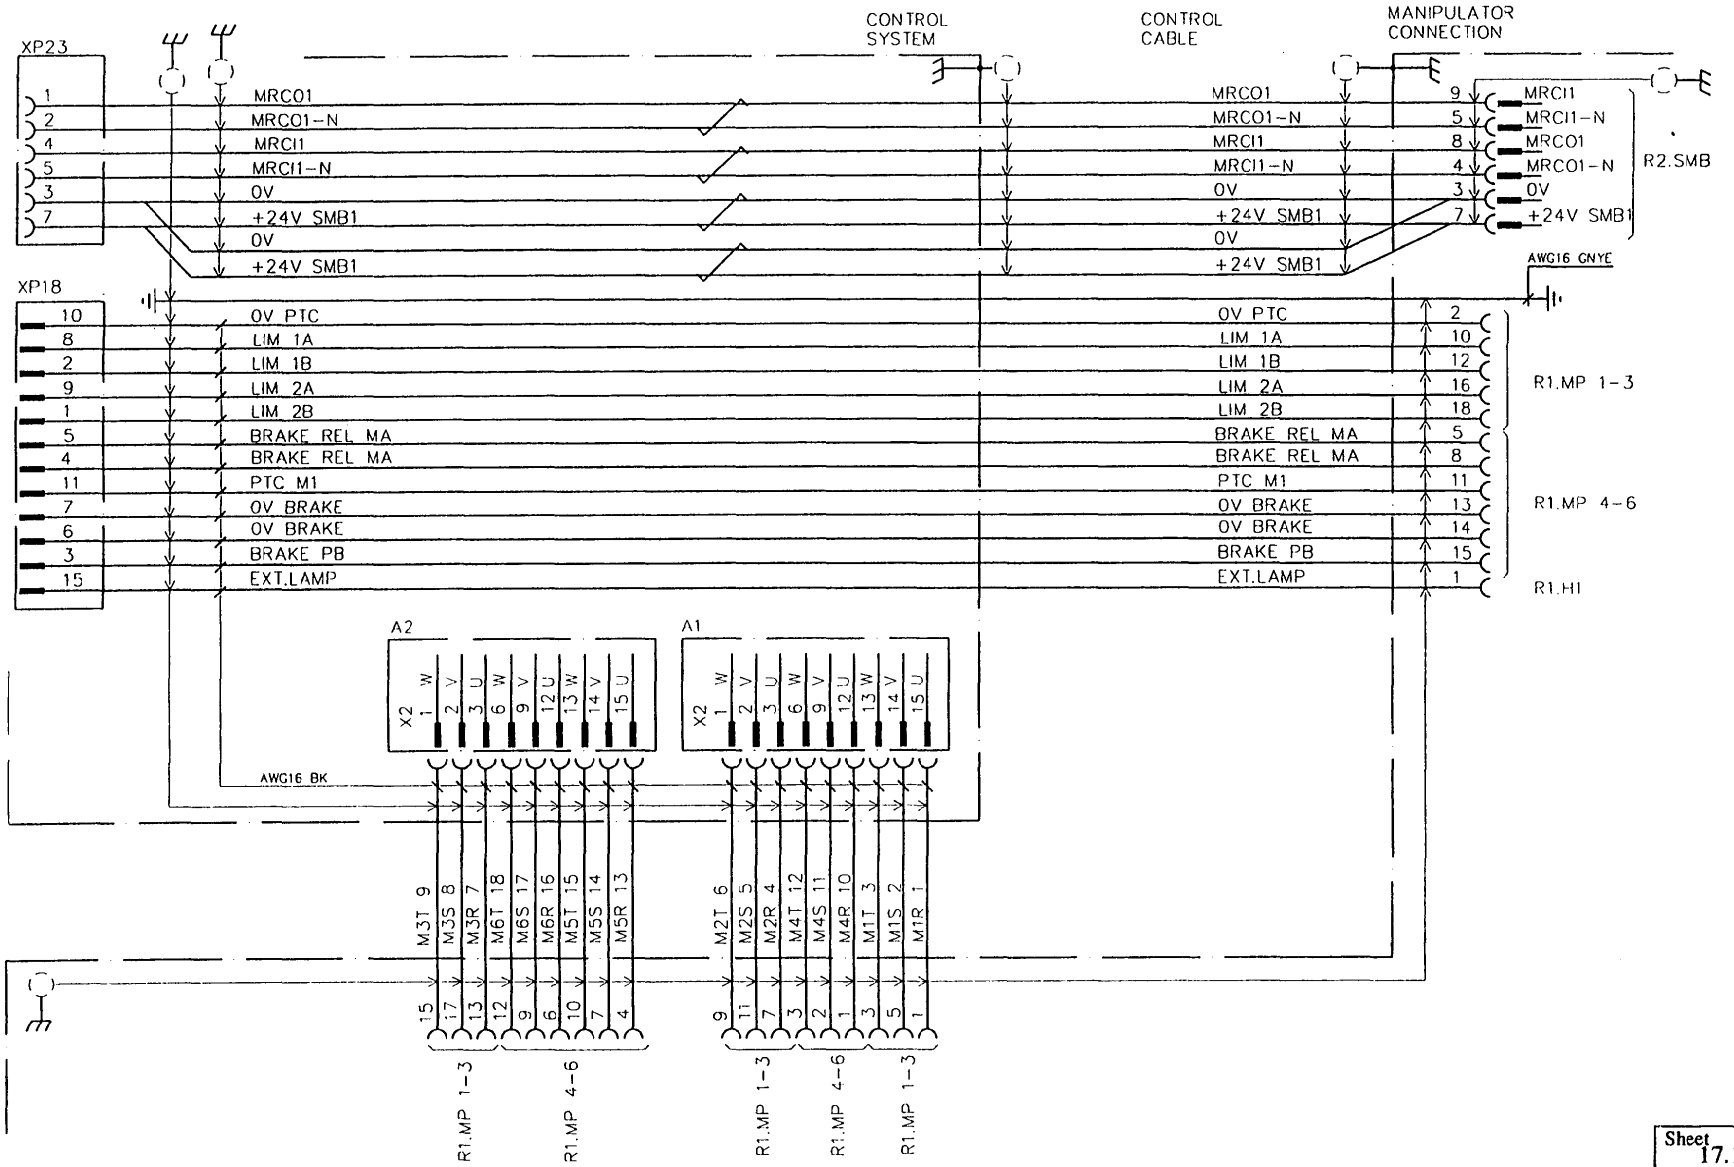 CONTROL
SYSTEM
CONTROL
CABLE
MANIPULATOR
CONNECTION
XP23
1 MRCO1 MRCO1 9 MRCI1
2 MRCO1-N MRCO1-N 5 MRCI1-N
4 MRCI1 MRCI1 8 MRCO1
5 MRCI1-N MRCI1-N 4 MRCO1-N
R2.SMB
3 0V 0V 3 0V
7 +24V SMB1 +24V SMB1 7 +24V SMB1
0V 0V
+24V SMB1 +24V SMB1
AWG16 GNYE
XP18
10 0V PTC 0V PTC 2
8 LIM 1A LIM 1A 10
2 LIM 1B LIM 1B 12
9 LIM 2A LIM 2A 16
R1.MP 1-3
1 LIM 2B LIM 2B 18
5 BRAKE REL MA BRAKE REL MA 5
4 BRAKE REL MA BRAKE REL MA 8
11 PTC M1 PTC M1 11
7 0V BRAKE 0V BRAKE 13
R1.MP 4-6
6 0V BRAKE 0V BRAKE 14
3 BRAKE PB BRAKE PB 15
15 EXT.LAMP EXT.LAMP 1
R1.H1
A2
X2
1 W
2 V
3 U
6 W
9 V
12 U
13 W
14 V
15 U
A1
X2
1 W
2 V
3 U
6 W
9 V
12 U
13 W
14 V
15 U
AWG16 BK
M3T 9
M3S 8
M3R 7
M6T 18
M6S 17
M6R 16
M5T 15
M5S 14
M5R 13
M2T 6
M2S 5
M2R 4
M4T 12
M4S 11
M4R 10
M1T 3
M1S 2
M1R 1
15
17
13
12
9
6
10
7
4
9
11
7
3
2
1
3
5
1
R1.MP 1-3
R1.MP 4-6
R1.MP 1-3
R1.MP 4-6
R1.MP 1-3
Sheet
17.